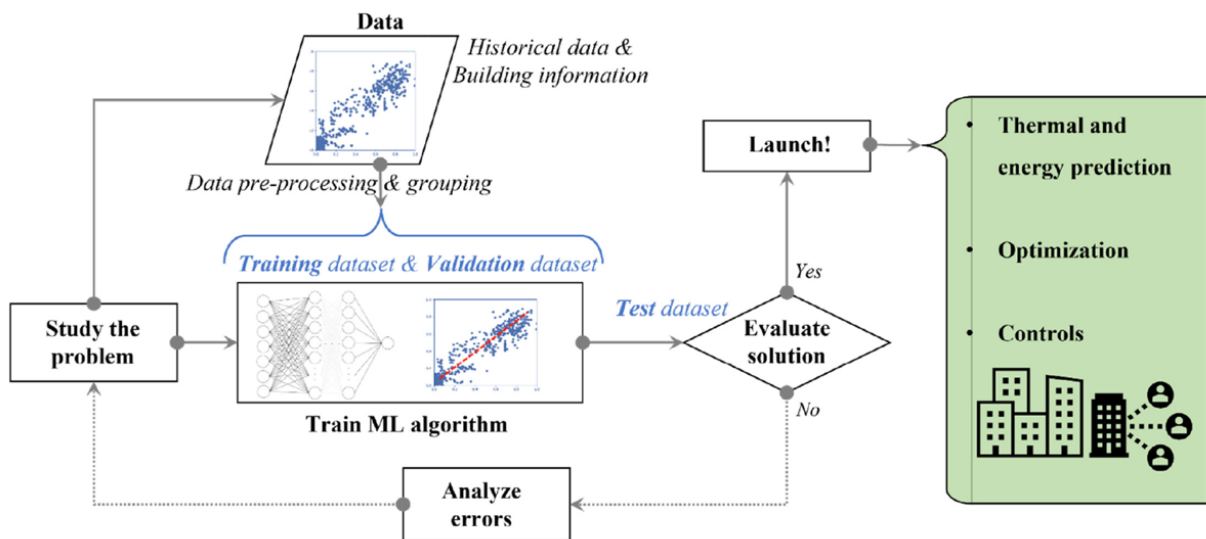 Data
Historical data &
Building information
Data pre-processing & grouping
Training dataset & Validation dataset
Study the
problem
Train ML algorithm
Test dataset
Evaluate
solution
Yes
No
Launch!
Analyze
errors
• Thermal and
energy prediction
• Optimization
• Controls